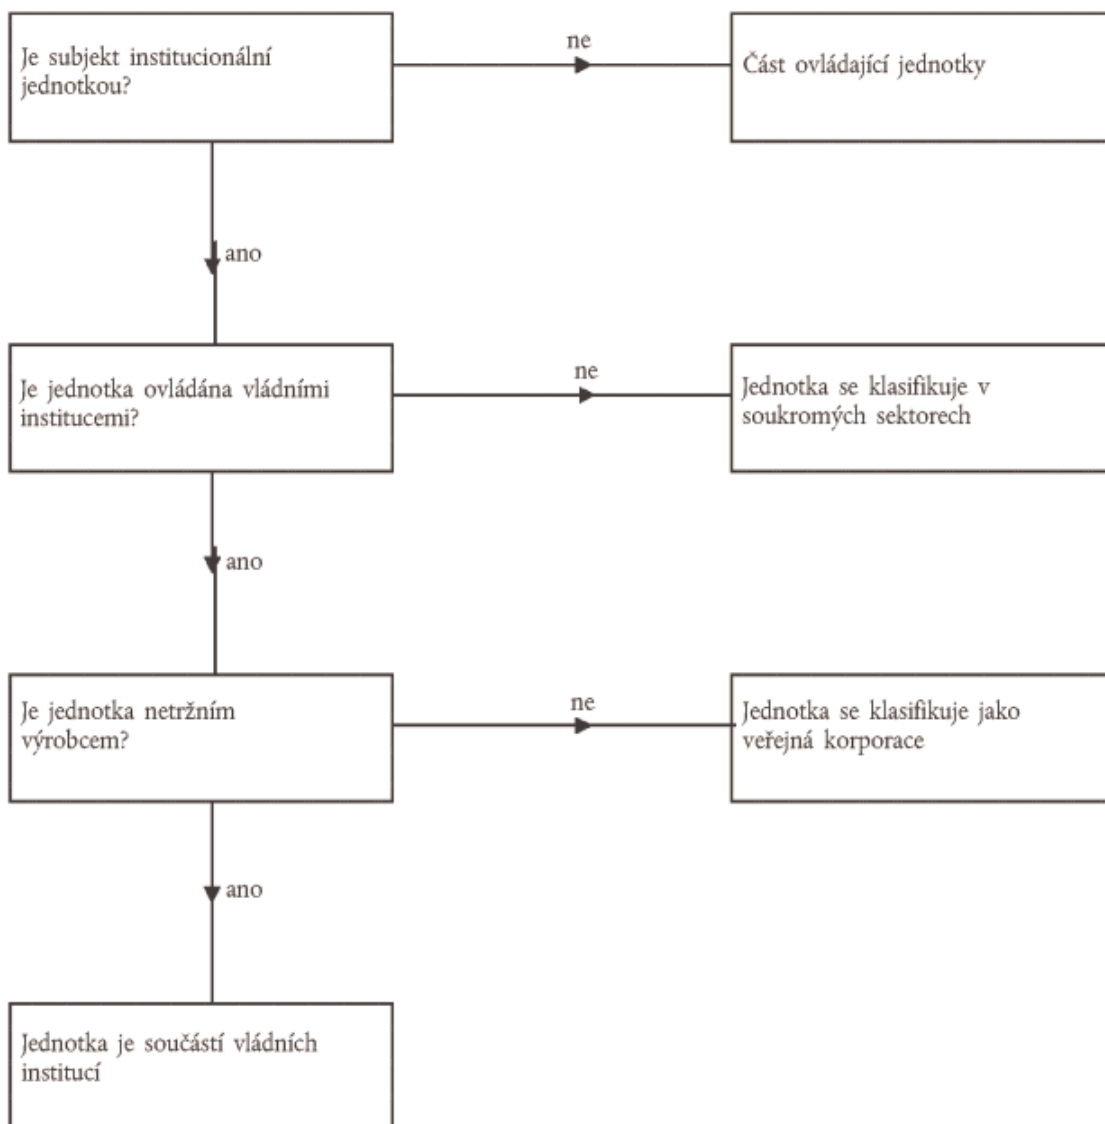 Je subjekt institucionální
jednotkou?
ne
Část ovládající jednotky
ano
Je jednotka ovládána vládními
institucemi?
ne
Jednotka se klasifikuje v
soukromých sektorech
ano
Je jednotka netržním
výrobcem?
ne
Jednotka se klasifikuje jako
veřejná korporace
ano
Jednotka je součástí vládních
institucí